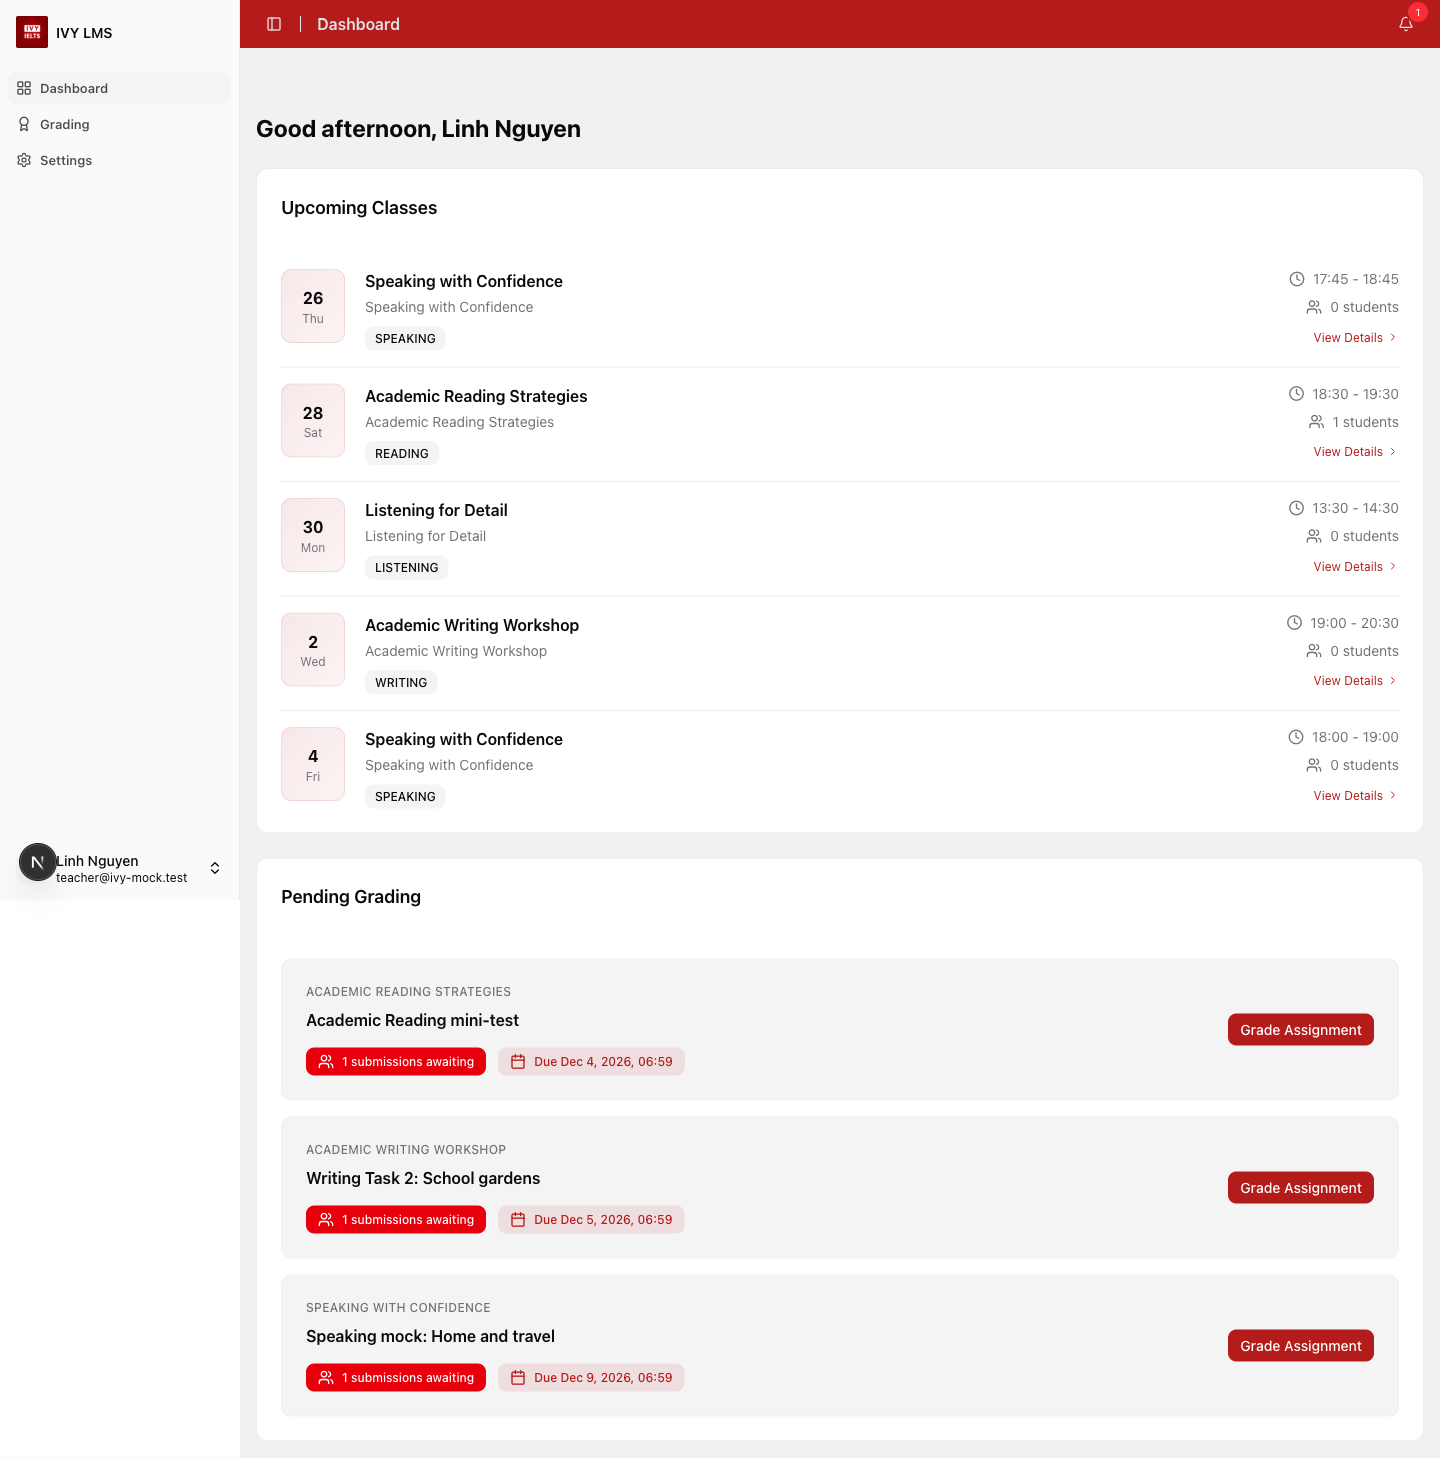 IVY IELTS
IVY LMS
Dashboard
Grading
Settings
Linh Nguyen
teacher@ivy-mock.test
N
Dashboard
1
Good afternoon, Linh Nguyen
Upcoming Classes
26
Thu
Speaking with Confidence
Speaking with Confidence
SPEAKING
17:45 - 18:45
0 students
View Details
28
Sat
Academic Reading Strategies
Academic Reading Strategies
READING
18:30 - 19:30
1 students
View Details
30
Mon
Listening for Detail
Listening for Detail
LISTENING
13:30 - 14:30
0 students
View Details
2
Wed
Academic Writing Workshop
Academic Writing Workshop
WRITING
19:00 - 20:30
0 students
View Details
4
Fri
Speaking with Confidence
Speaking with Confidence
SPEAKING
18:00 - 19:00
0 students
View Details
Pending Grading
ACADEMIC READING STRATEGIES
Academic Reading mini-test
1 submissions awaiting
Due Dec 4, 2026, 06:59
Grade Assignment
ACADEMIC WRITING WORKSHOP
Writing Task 2: School gardens
1 submissions awaiting
Due Dec 5, 2026, 06:59
Grade Assignment
SPEAKING WITH CONFIDENCE
Speaking mock: Home and travel
1 submissions awaiting
Due Dec 9, 2026, 06:59
Grade Assignment